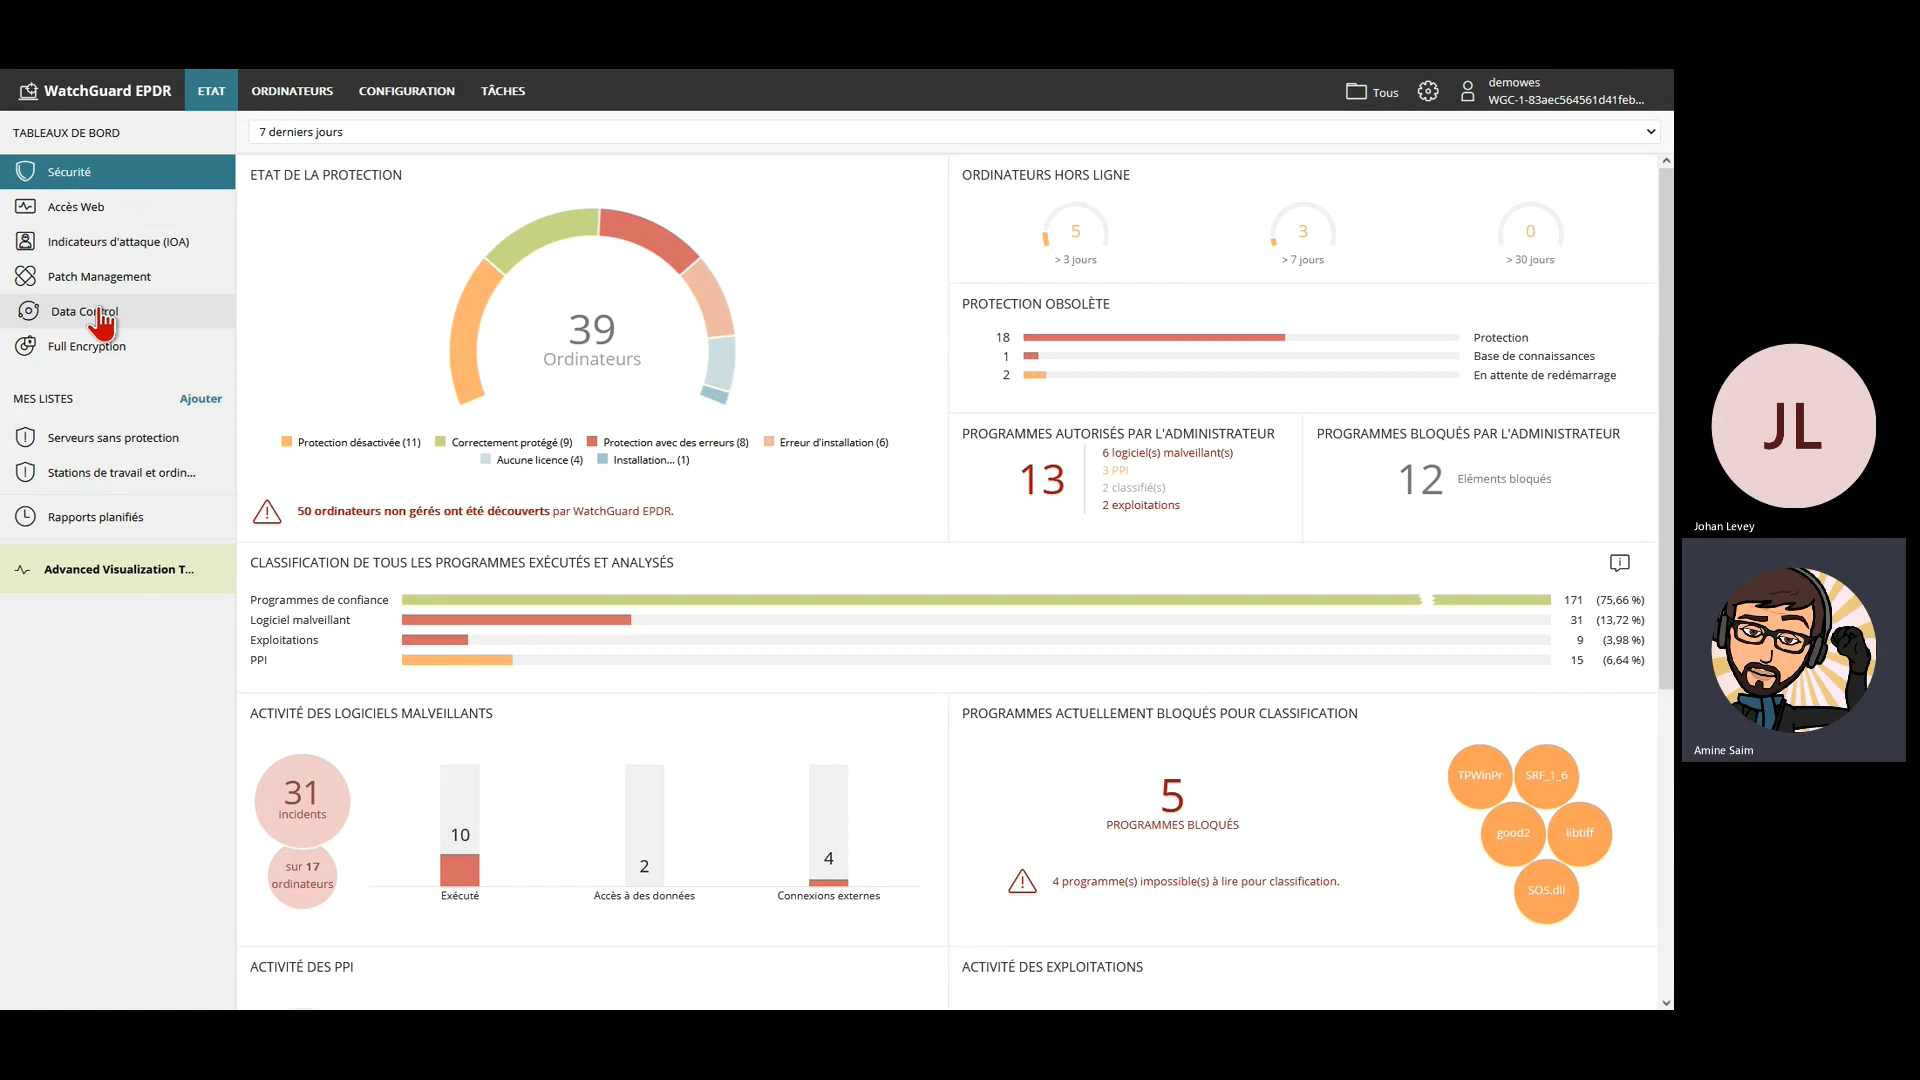 WatchGuard EPDR
ETAT
ORDINATEURS
CONFIGURATION
TÂCHES
Tous
demowes
WGC-1-83aec564561d41feb...
TABLEAUX DE BORD
Sécurité
Accès Web
Indicateurs d'attaque (IOA)
Patch Management
Data Control
Full Encryption
MES LISTES
Ajouter
Serveurs sans protection
Stations de travail et ordin...
Rapports planifiés
Advanced Visualization T...
7 derniers jours
ETAT DE LA PROTECTION
39
Ordinateurs
Protection désactivée (11)
Correctement protégé (9)
Protection avec des erreurs (8)
Erreur d'installation (6)
Aucune licence (4)
Installation... (1)
50 ordinateurs non gérés ont été découverts par WatchGuard EPDR.
ORDINATEURS HORS LIGNE
5
> 3 jours
3
> 7 jours
0
> 30 jours
PROTECTION OBSOLÈTE
18 Protection
1 Base de connaissances
2 En attente de redémarrage
PROGRAMMES AUTORISÉS PAR L'ADMINISTRATEUR
13
6 logiciel(s) malveillant(s)
3 PPI
2 classifié(s)
2 exploitations
PROGRAMMES BLOQUÉS PAR L'ADMINISTRATEUR
12 Eléments bloqués
CLASSIFICATION DE TOUS LES PROGRAMMES EXÉCUTÉS ET ANALYSÉS
Programmes de confiance 171 (75,66 %)
Logiciel malveillant 31 (13,72 %)
Exploitations 9 (3,98 %)
PPI 15 (6,64 %)
ACTIVITÉ DES LOGICIELS MALVEILLANTS
31
incidents
sur 17
ordinateurs
10
Exécuté
2
Accès à des données
4
Connexions externes
PROGRAMMES ACTUELLEMENT BLOQUÉS POUR CLASSIFICATION
5
PROGRAMMES BLOQUÉS
4 programme(s) impossible(s) à lire pour classification.
TPWinPr
SRF_1_6
good2
libtiff
SOS.dll
ACTIVITÉ DES PPI
ACTIVITÉ DES EXPLOITATIONS
JL
Johan Levey
Amine Saim